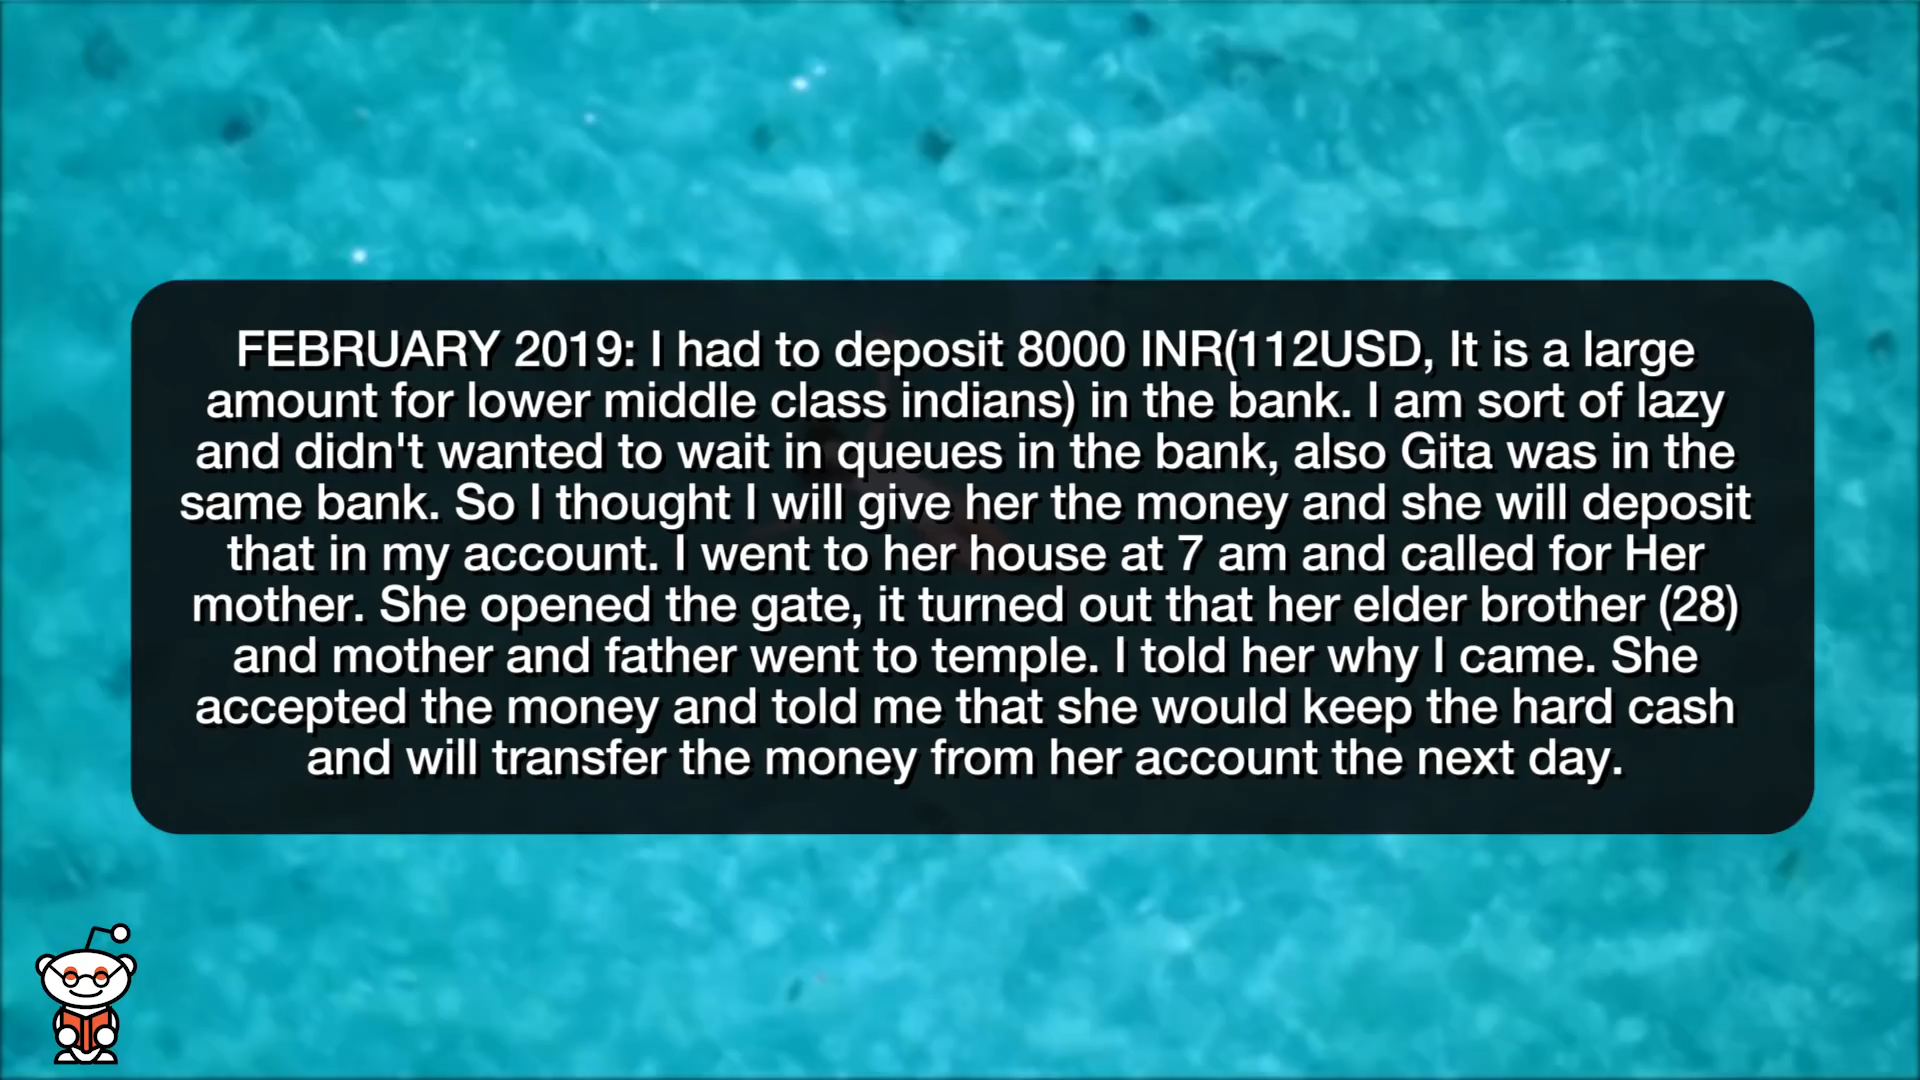 FEBRUARY 2019: I had to deposit 8000 INR(112USD, It is a large
amount for lower middle class indians) in the bank. I am sort of lazy
and didn't wanted to wait in queues in the bank, also Gita was in the
same bank. So I thought I will give her the money and she will deposit
that in my account. I went to her house at 7 am and called for Her
mother. She opened the gate, it turned out that her elder brother (28)
and mother and father went to temple. I told her why I came. She
accepted the money and told me that she would keep the hard cash
and will transfer the money from her account the next day.